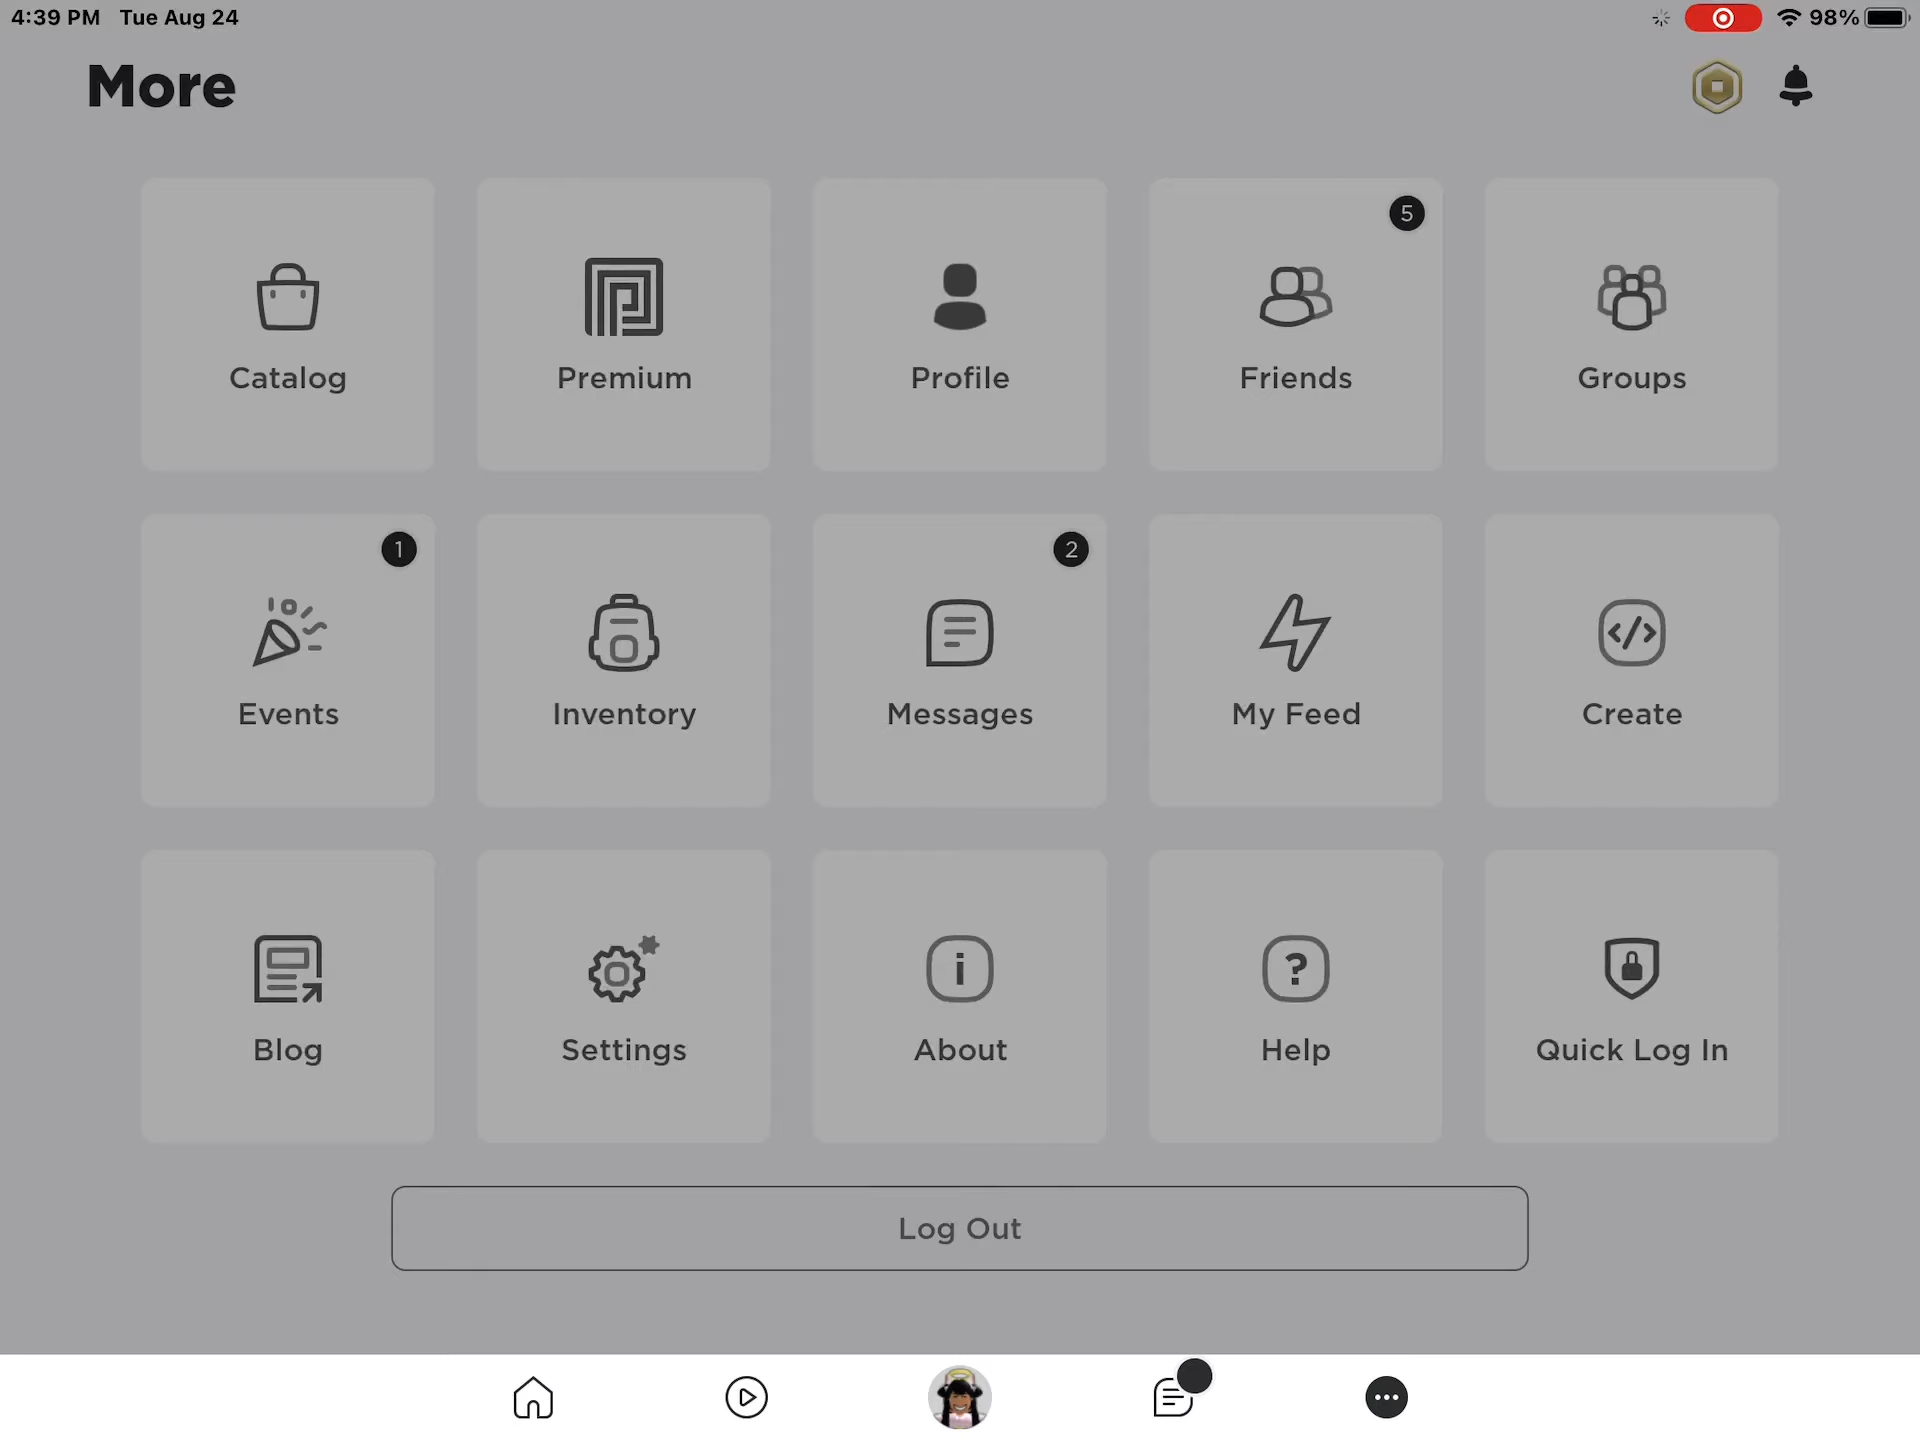 4:39 PM Tue Aug 24 98%
More
5
Catalog Premium Profile Friends Groups
1 2
Events Inventory Messages My Feed Create
Blog Settings About Help Quick Log In
Log Out